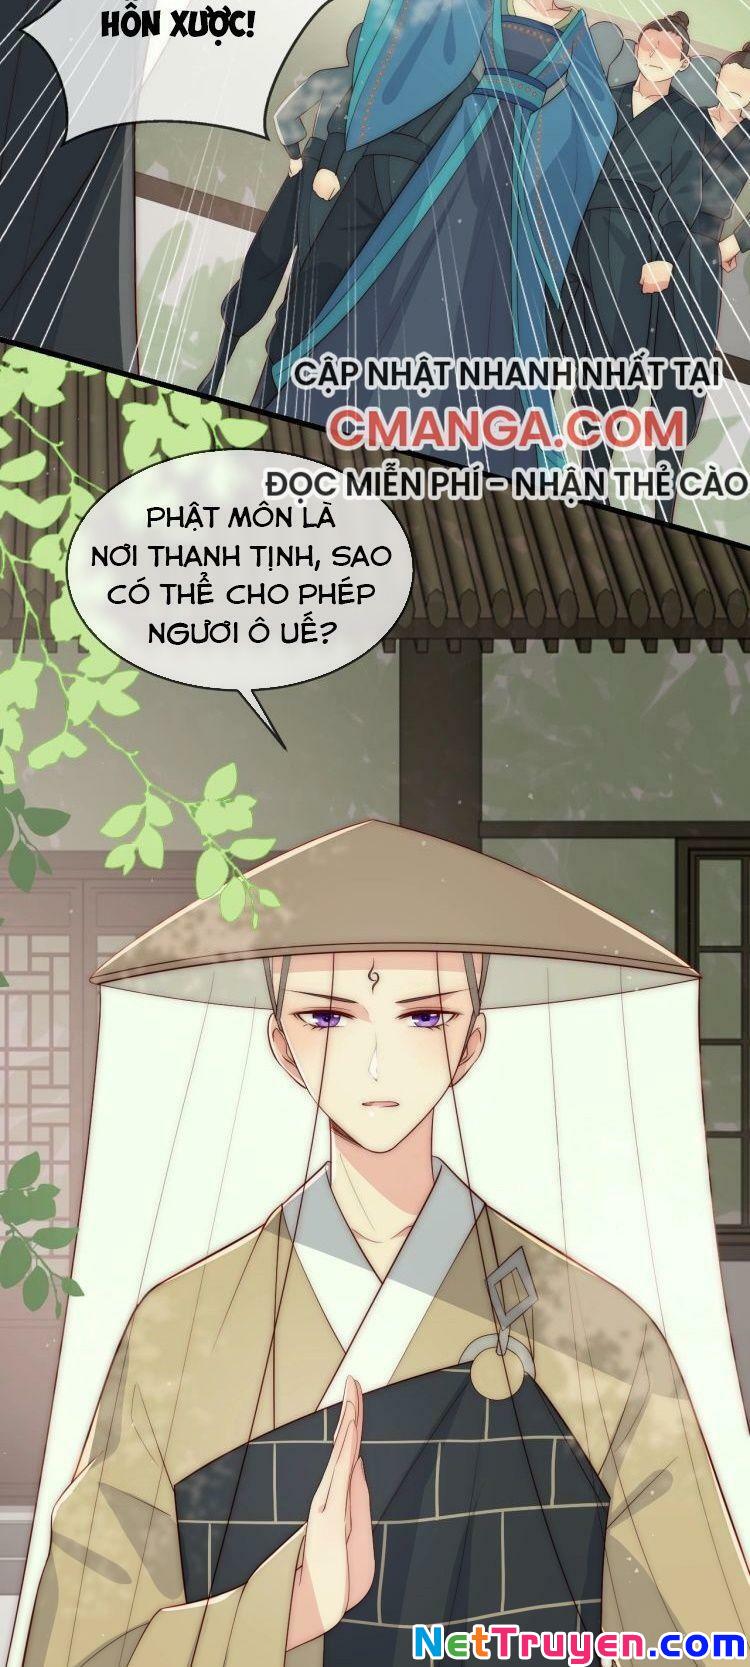 HỖN XƯỢC!
CẬP NHẬT NHANH NHẤT TẠI
CMANGA.COM
ĐỌC MIỄN PHÍ - NHẬN THẺ CÀO
PHẬT MÔN LÀ
NƠI THANH TỊNH, SAO
CÓ THỂ CHO PHÉP
NGƯƠI Ô UẾ?
NetTruyen.com